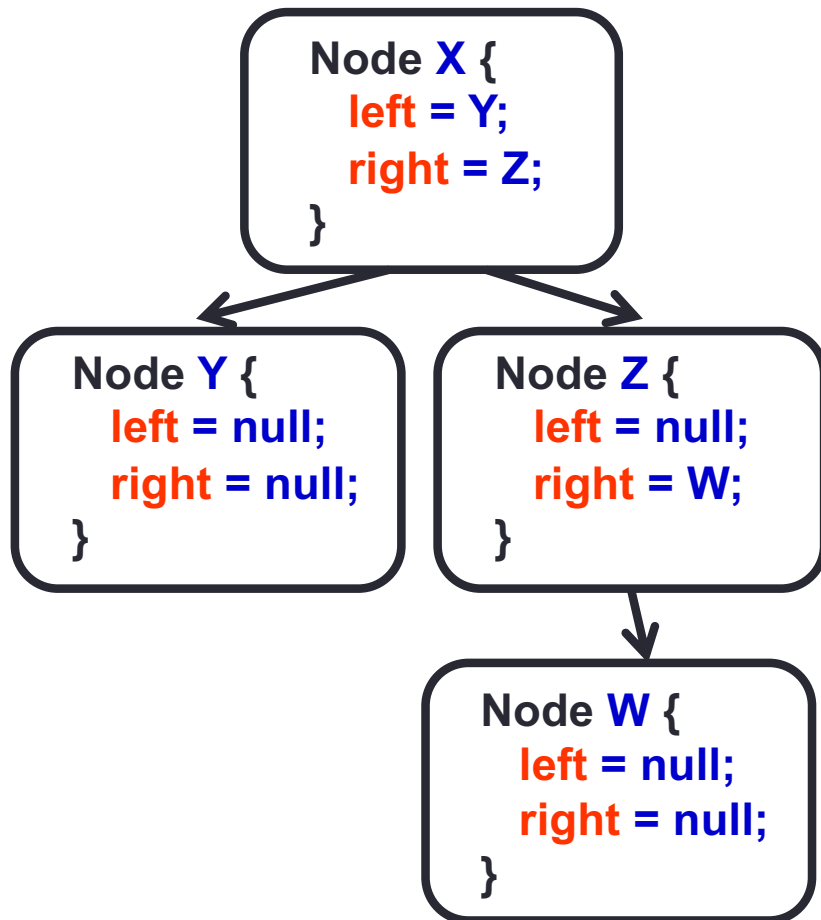 Node X {
left = Y;
right = Z;
}
Node Y {
left = null;
right = null;
}
Node Z {
left = null;
right = W;
}
Node W {
left = null;
right = null;
}